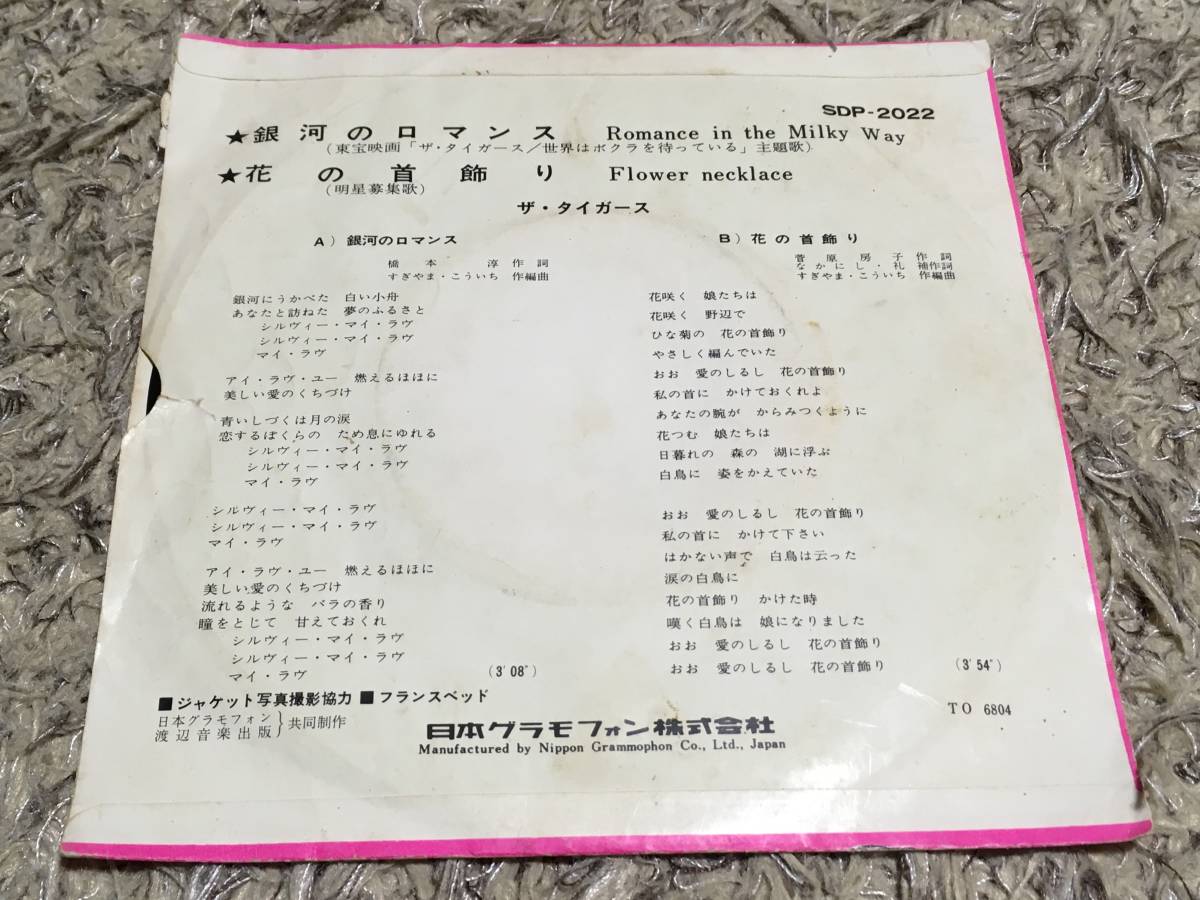 SDP-2022
★銀河のロマンス Romance in the Milky Way
(東宝映画「ザ・タイガース/世界はボクラを待っている」主題歌)
★花の首飾り Flower necklace
(明星募集歌)
ザ・タイガース
A)銀河のロマンス
橋本淳 作詞
すぎやま・こういち 作編曲
銀河にうかべた 白い小舟
あなたと訪ねた 夢のふるさと
シルヴィー・マイ・ラヴ
シルヴィー・マイ・ラヴ
マイ・ラヴ
アイ・ラヴ・ユー 燃えるほほに
美しい愛のくちづけ
青いしづくは月の涙
恋するぼくらの ため息にゆれる
シルヴィー・マイ・ラヴ
シルヴィー・マイ・ラヴ
マイ・ラヴ
シルヴィー・マイ・ラヴ
シルヴィー・マイ・ラヴ
マイ・ラヴ
アイ・ラヴ・ユー 燃えるほほに
美しい愛のくちづけ
流れるような バラの香り
瞳をとじて 甘えておくれ
シルヴィー・マイ・ラヴ
シルヴィー・マイ・ラヴ
マイ・ラヴ
(3'08")
B)花の首飾り
菅原房子 作詞
なかにし・礼 補作詞
すぎやま・こういち 作編曲
花咲く 娘たちは
花咲く 野辺で
ひな菊の 花の首飾り
やさしく編んでいた
おお 愛のしるし 花の首飾り
私の首に かけておくれよ
あなたの腕が からみつくように
花つむ 娘たちは
日暮れの 森の 湖に浮ぶ
白鳥に 姿をかえていた
おお 愛のしるし 花の首飾り
私の首に かけて下さい
はかない声で 白鳥は云った
涙の白鳥に
花の首飾り かけた時
嘆く白鳥は 娘になりました
おお 愛のしるし 花の首飾り
おお 愛のしるし 花の首飾り
(3'54")
■ジャケット写真撮影協力 ■フランスベッド
日本グラモフォン
渡辺音楽出版
}共同制作
日本グラモフォン株式会社
Manufactured by Nippon Grammophon Co., Ltd., Japan
TO 6804